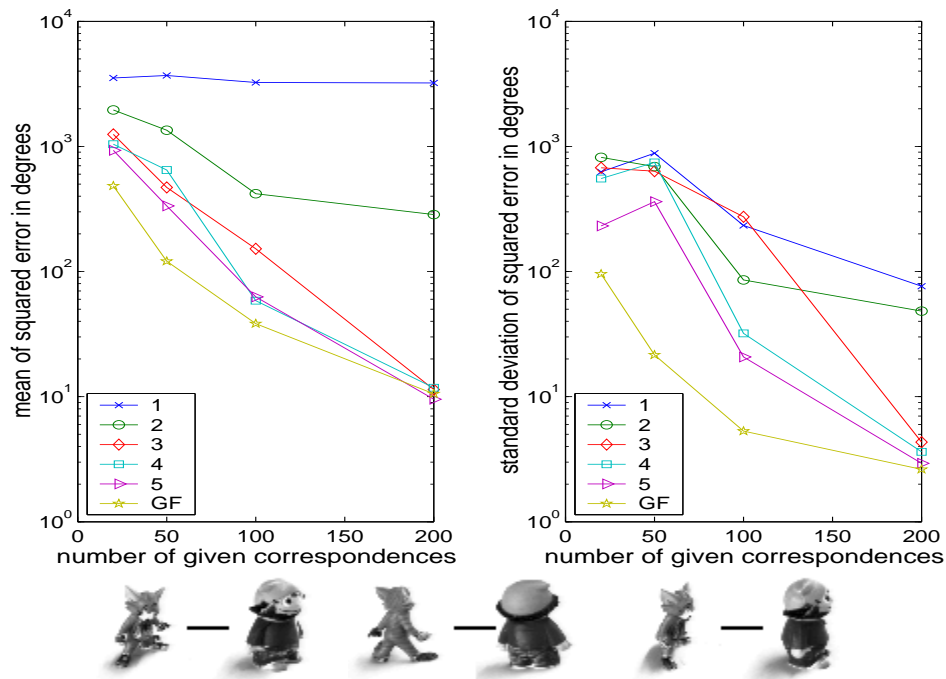 mean of squared error in degrees
10^4
10^3
10^2
10^1
10^0
0 50 100 150 200
number of given correspondences
1
2
3
4
5
GF
standard deviation of squared error in degrees
10^4
10^3
10^2
10^1
10^0
0 50 100 150 200
number of given correspondences
1
2
3
4
5
GF